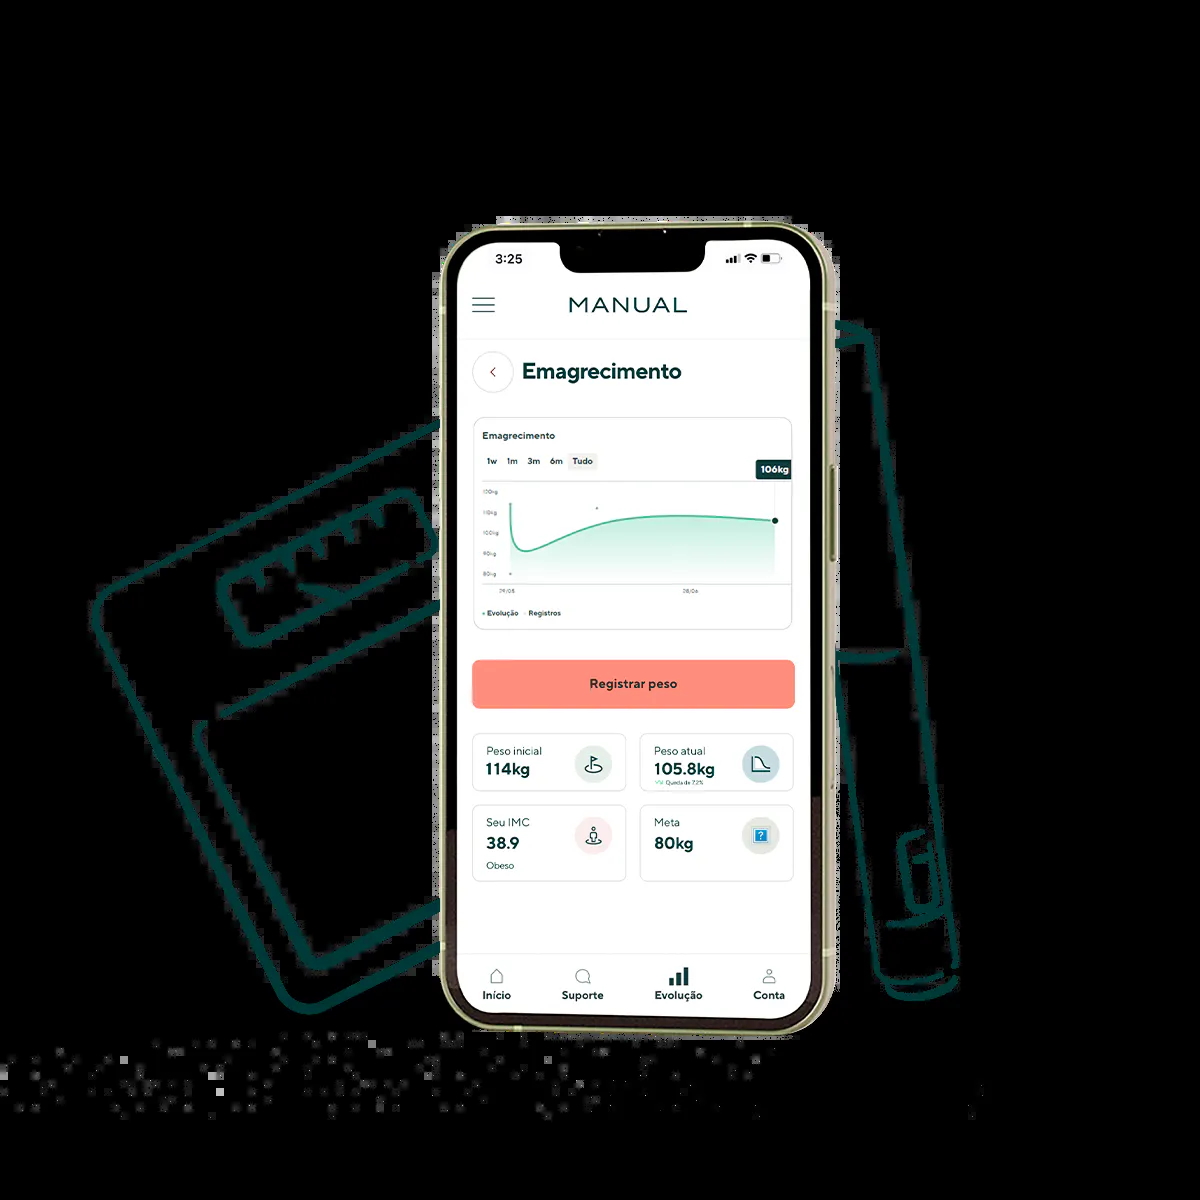 3:25
MANUAL
Emagrecimento
Emagrecimento
1w 1m 3m 6m Tudo
106kg
120kg
110kg
100kg
90kg
80kg
29/05 28/06
Evolução Registros
Registrar peso
Peso inicial
114kg
Peso atual
105.8kg
Queda de 7.2%
Seu IMC
38.9
Obeso
Meta
80kg
?
Início Suporte Evolução Conta